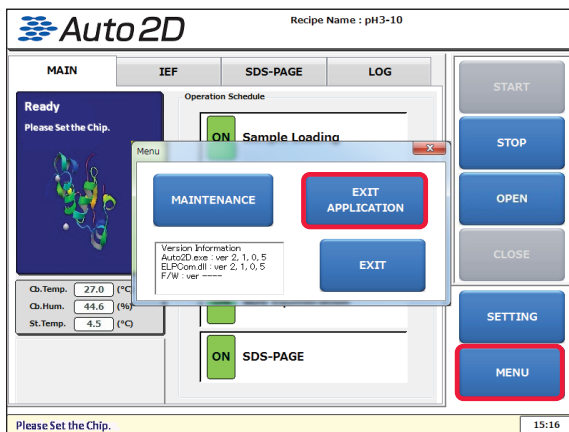 Auto2D
Recipe Name : pH3-10
MAIN
IEF
SDS-PAGE
LOG
Ready
Please Set the Chip.
Operation Schedule
ON Sample Loading
Menu
x
MAINTENANCE
EXIT
APPLICATION
Version Information
Auto2D.exe : ver 2, 1, 0, 5
ELPCom.dll : ver 2, 1, 0, 5
F/W : ver ----
EXIT
Cb.Temp. 27.0 (°C)
Cb.Hum. 44.6 (%)
St.Temp. 4.5 (°C)
ON SDS-PAGE
START
STOP
OPEN
CLOSE
SETTING
MENU
Please Set the Chip.
15:16